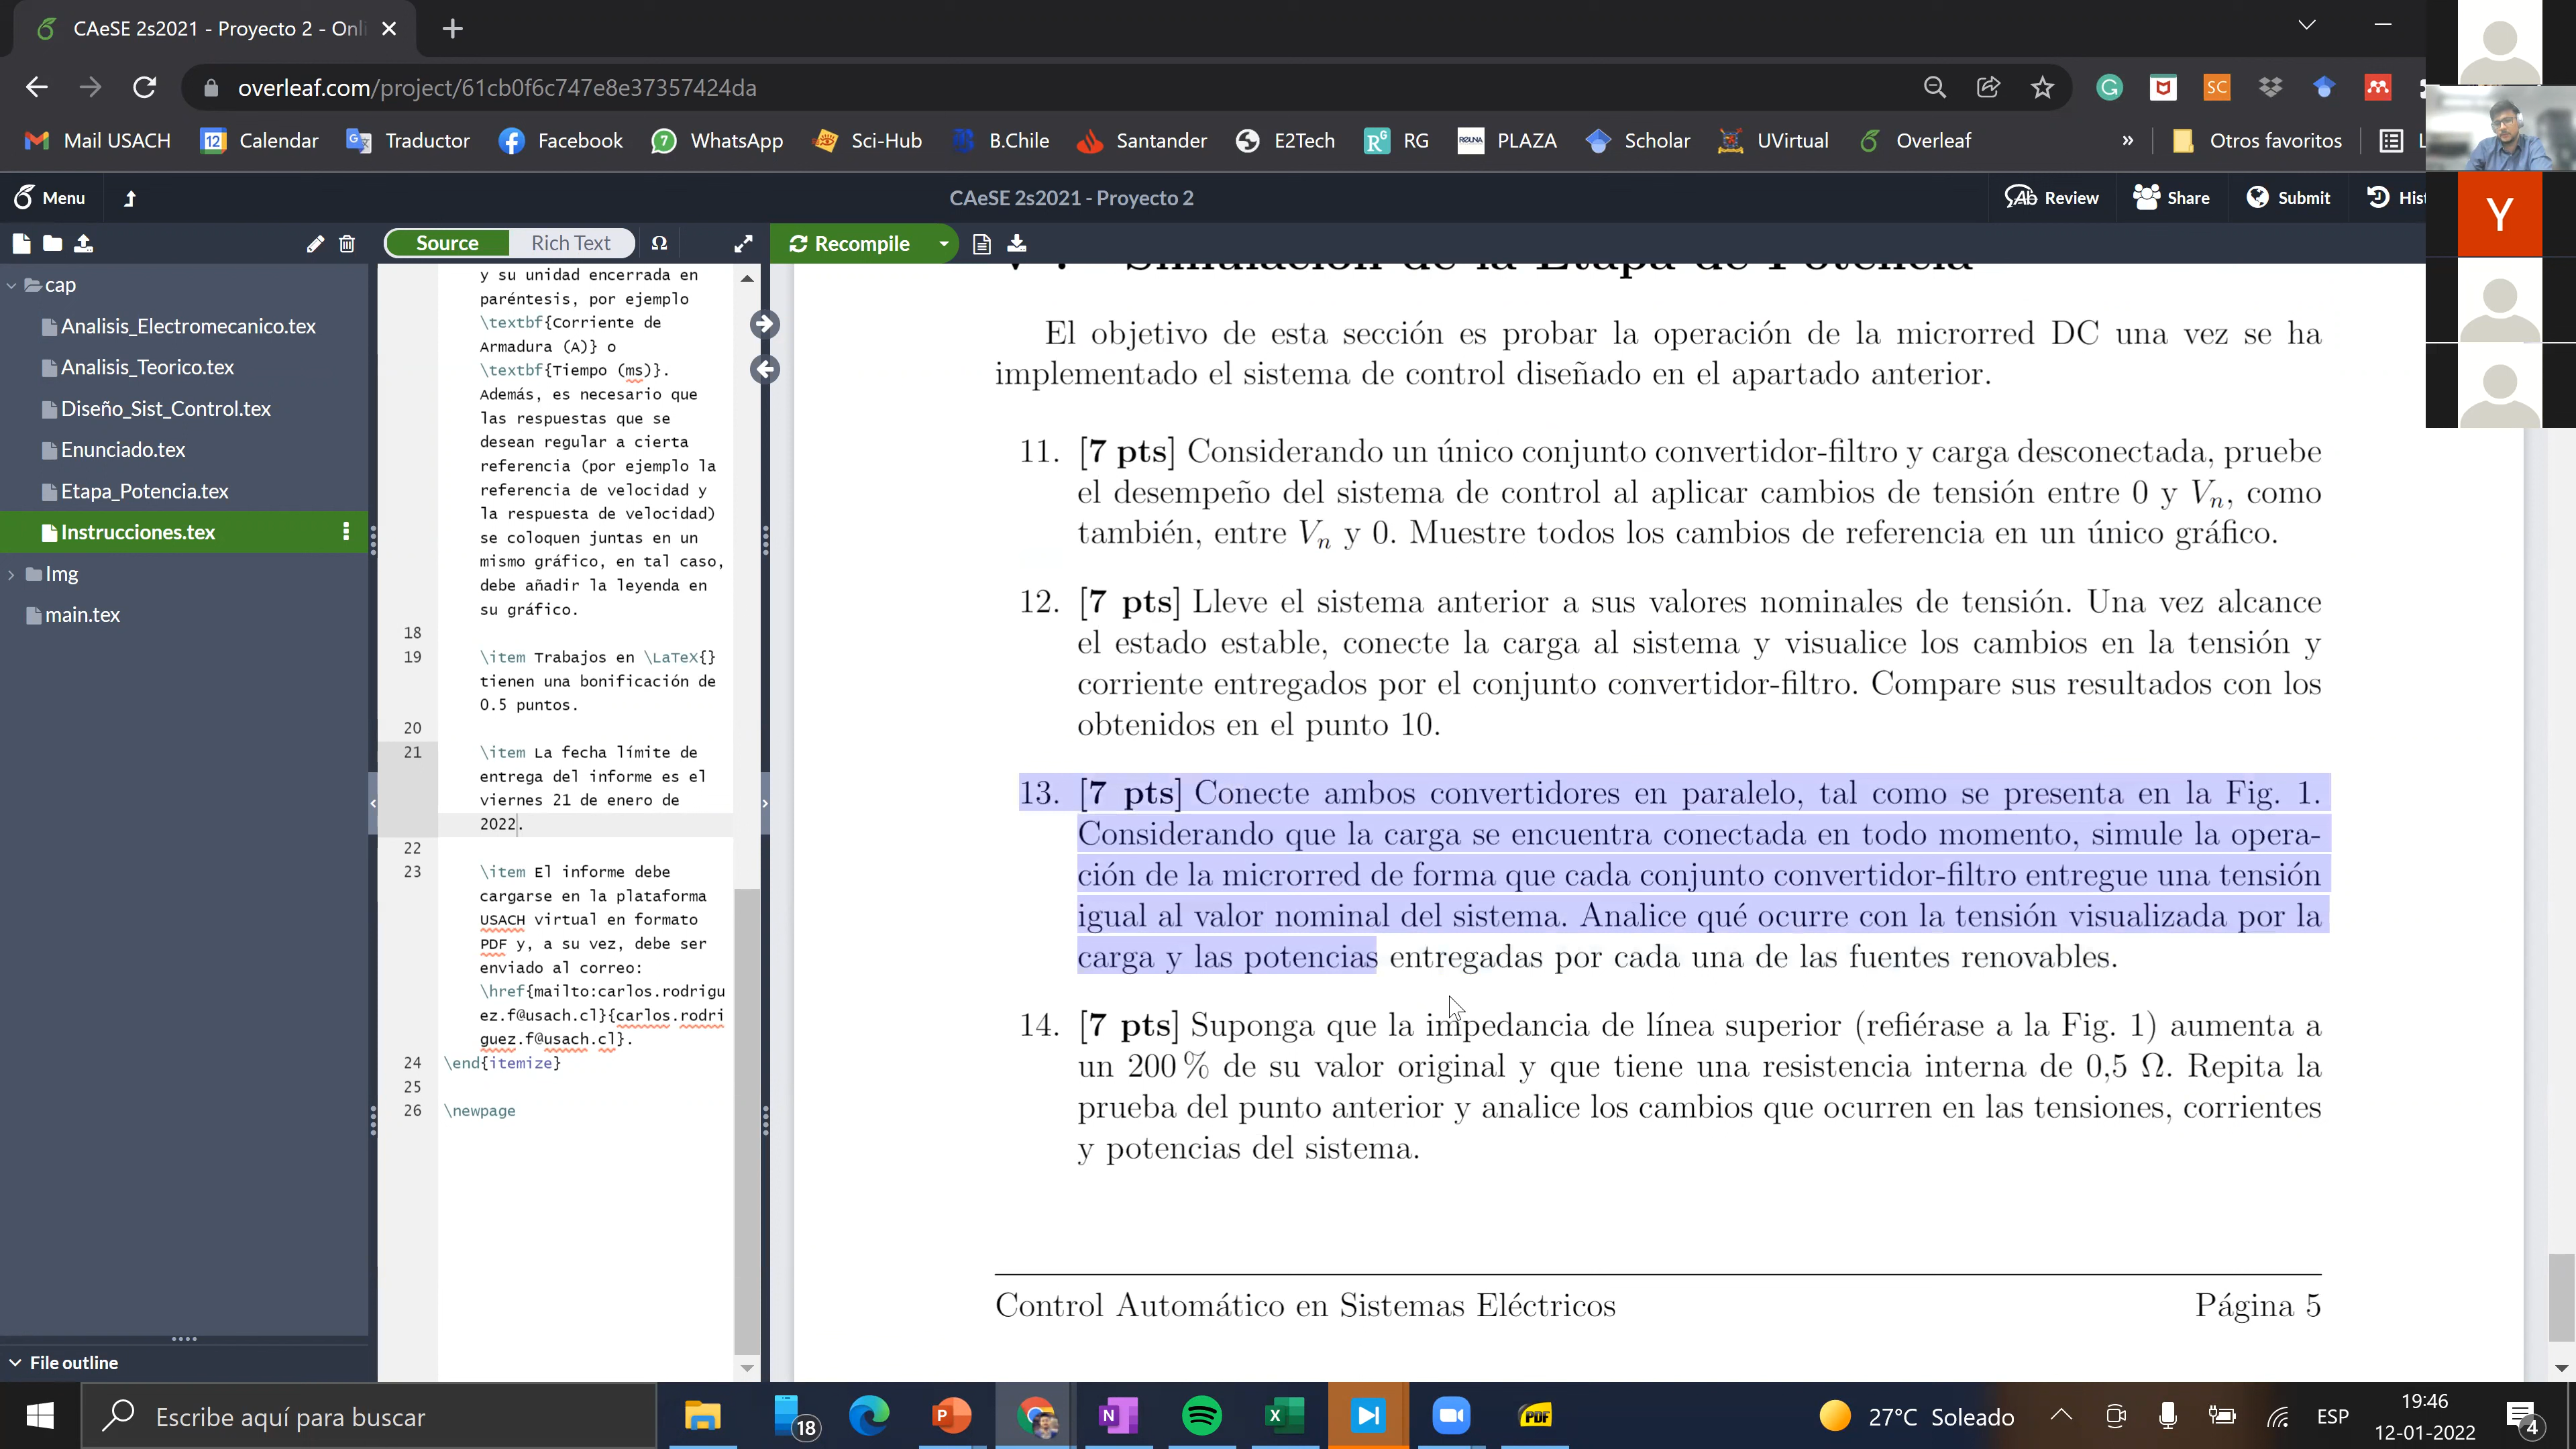 CAeSE 2s2021 - Proyecto 2 - Onli
overleaf.com/project/61cb0f6c747e8e37357424da
SC
Mail USACH
12
Calendar
Traductor
Facebook
7
WhatsApp
Sci-Hub
B.Chile
Santander
E2Tech
RG
PLAZA
Scholar
UVirtual
Overleaf
»
Otros favoritos
Menu
CAeSE 2s2021 - Proyecto 2
Review
Share
Submit
Hist
Y
Source
Rich Text
Ω
Recompile
cap
Analisis_Electromecanico.tex
Analisis_Teorico.tex
Diseño_Sist_Control.tex
Enunciado.tex
Etapa_Potencia.tex
Instrucciones.tex
Img
main.tex
File outline
y su unidad encerrada en
paréntesis, por ejemplo
\textbf{Corriente de
Armadura (A)} o
\textbf{Tiempo (ms)}.
Además, es necesario que
las respuestas que se
desean regular a cierta
referencia (por ejemplo la
referencia de velocidad y
la respuesta de velocidad)
se coloquen juntas en un
mismo gráfico, en tal caso,
debe añadir la leyenda en
su gráfico.
18
19 \item Trabajos en \LaTeX{}
tienen una bonificación de
0.5 puntos.
20
21 \item La fecha límite de
entrega del informe es el
viernes 21 de enero de
2022.
22
23 \item El informe debe
cargarse en la plataforma
USACH virtual en formato
PDF y, a su vez, debe ser
enviado al correo:
\href{mailto:carlos.rodrigu
ez.f@usach.cl}{carlos.rodri
guez.f@usach.cl}.
24 \end{itemize}
25
26 \newpage
Simulación de la Etapa de Potencia
El objetivo de esta sección es probar la operación de la microrred DC una vez se ha
implementado el sistema de control diseñado en el apartado anterior.
11. [7 pts] Considerando un único conjunto convertidor-filtro y carga desconectada, pruebe
el desempeño del sistema de control al aplicar cambios de tensión entre 0 y Vn, como
también, entre Vn y 0. Muestre todos los cambios de referencia en un único gráfico.
12. [7 pts] Lleve el sistema anterior a sus valores nominales de tensión. Una vez alcance
el estado estable, conecte la carga al sistema y visualice los cambios en la tensión y
corriente entregados por el conjunto convertidor-filtro. Compare sus resultados con los
obtenidos en el punto 10.
13. [7 pts] Conecte ambos convertidores en paralelo, tal como se presenta en la Fig. 1.
Considerando que la carga se encuentra conectada en todo momento, simule la opera-
ción de la microrred de forma que cada conjunto convertidor-filtro entregue una tensión
igual al valor nominal del sistema. Analice qué ocurre con la tensión visualizada por la
carga y las potencias entregadas por cada una de las fuentes renovables.
14. [7 pts] Suponga que la impedancia de línea superior (refiérase a la Fig. 1) aumenta a
un 200 % de su valor original y que tiene una resistencia interna de 0,5 Ω. Repita la
prueba del punto anterior y analice los cambios que ocurren en las tensiones, corrientes
y potencias del sistema.
Control Automático en Sistemas Eléctricos
Página 5
Escribe aquí para buscar
18
PDF
27°C Soleado
ESP
19:46
12-01-2022
4